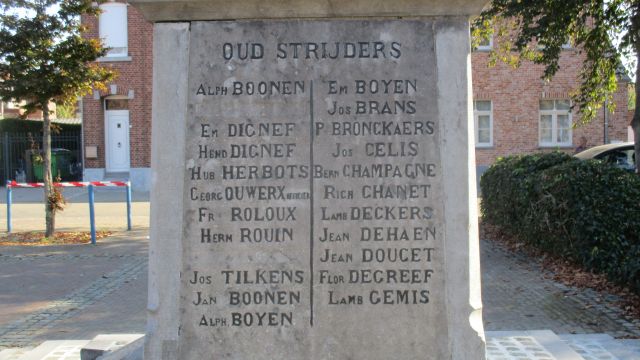 OUD STRIJDERS
ALPH BOONEN
EM DIGNEF
HEND DIGNEF
HUB HERBOTS
GEORG OUWERX OFFICIER
FR ROLOUX
HERM ROUIN
JOS TILKENS
JAN BOONEN
ALPH BOYEN
EM BOYEN
JOS BRANS
P BRONCKAERS
JOS CELIS
BERN CHAMPAGNE
RICH CHANET
LAMB DECKERS
JEAN DEHAEN
JEAN DOUCET
FLOR DEGREEF
LAMB GEMIS